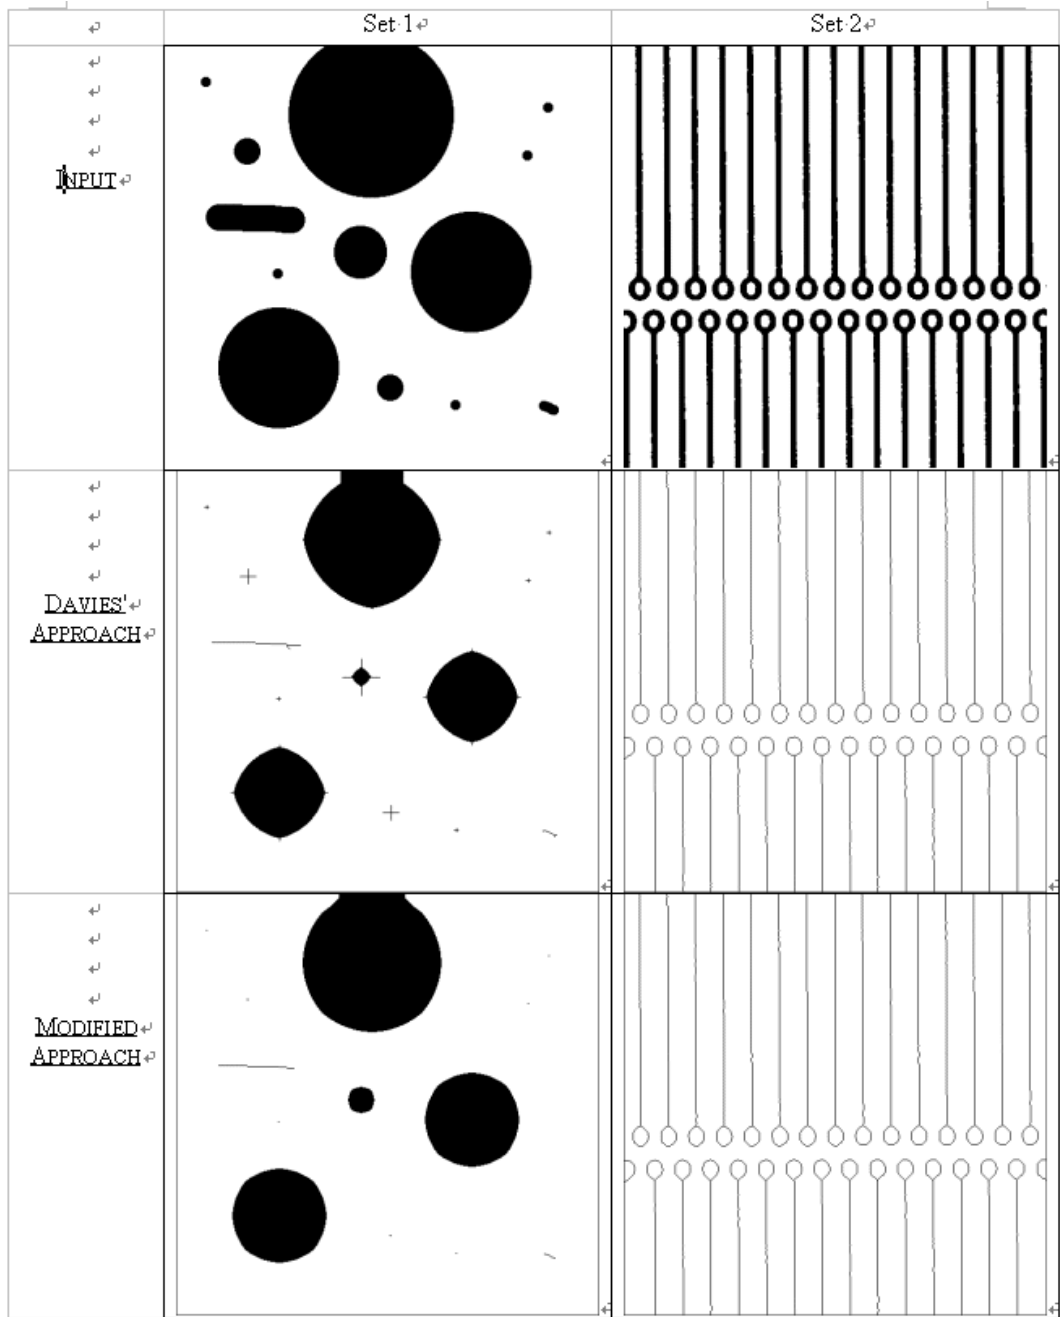 Set 1
Set 2
INPUT
DAVIES'
APPROACH
MODIFIED
APPROACH